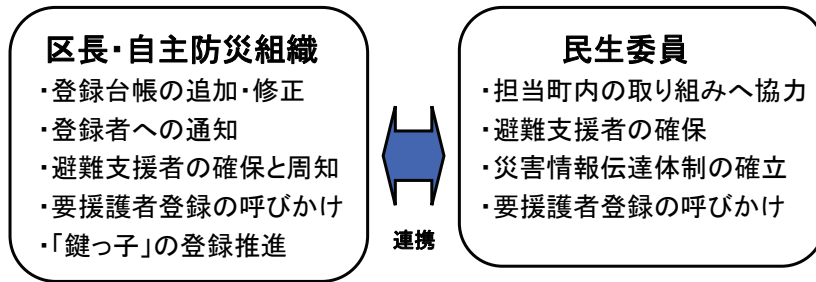 区長・自主防災組織
・登録台帳の追加・修正
・登録者への通知
・避難支援者の確保と周知
・要援護者登録の呼びかけ
・「鍵っ子」の登録推進
連携
民生委員
・担当町内の取り組みへ協力
・避難支援者の確保
・災害情報伝達体制の確立
・要援護者登録の呼びかけ